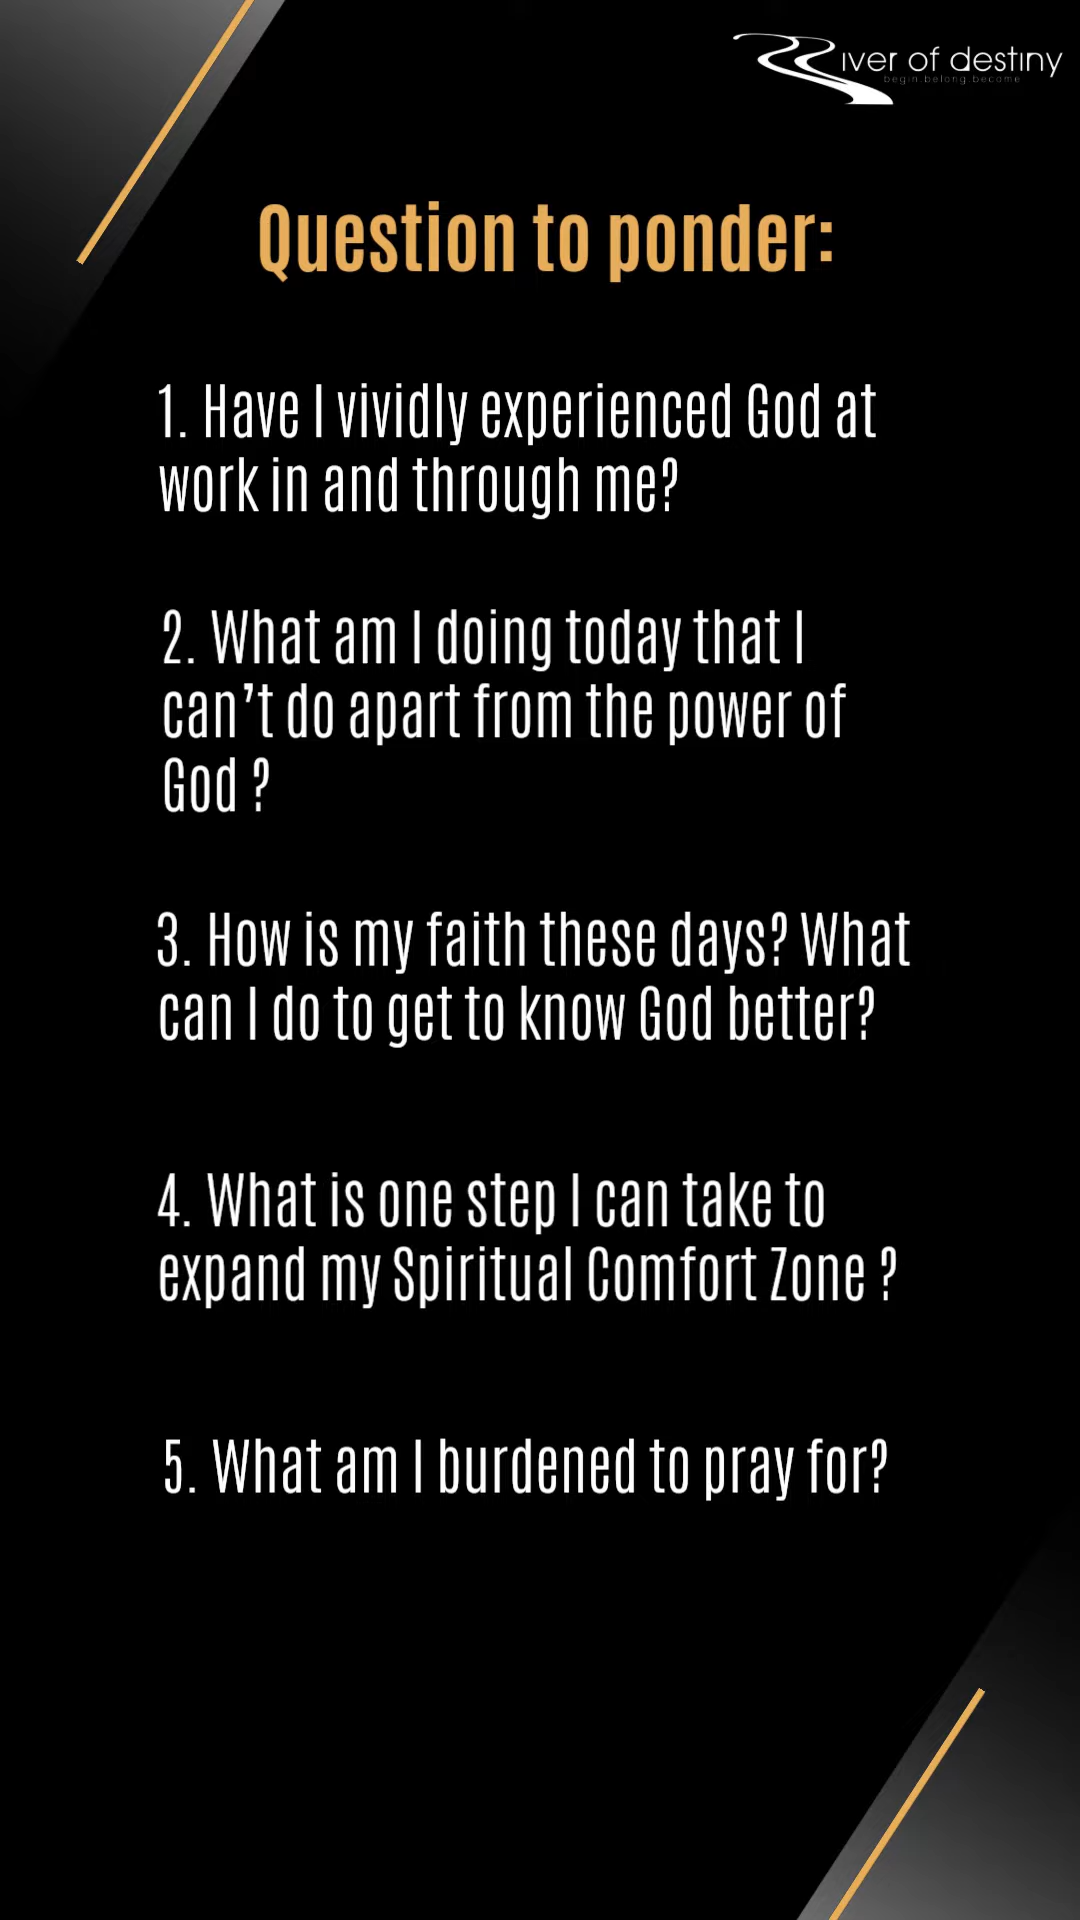 River of destiny
begin.belong.become
Question to ponder:
1. Have I vividly experienced God at
work in and through me?
2. What am I doing today that I
can’t do apart from the power of
God ?
3. How is my faith these days? What
can I do to get to know God better?
4. What is one step I can take to
expand my Spiritual Comfort Zone ?
5. What am I burdened to pray for?